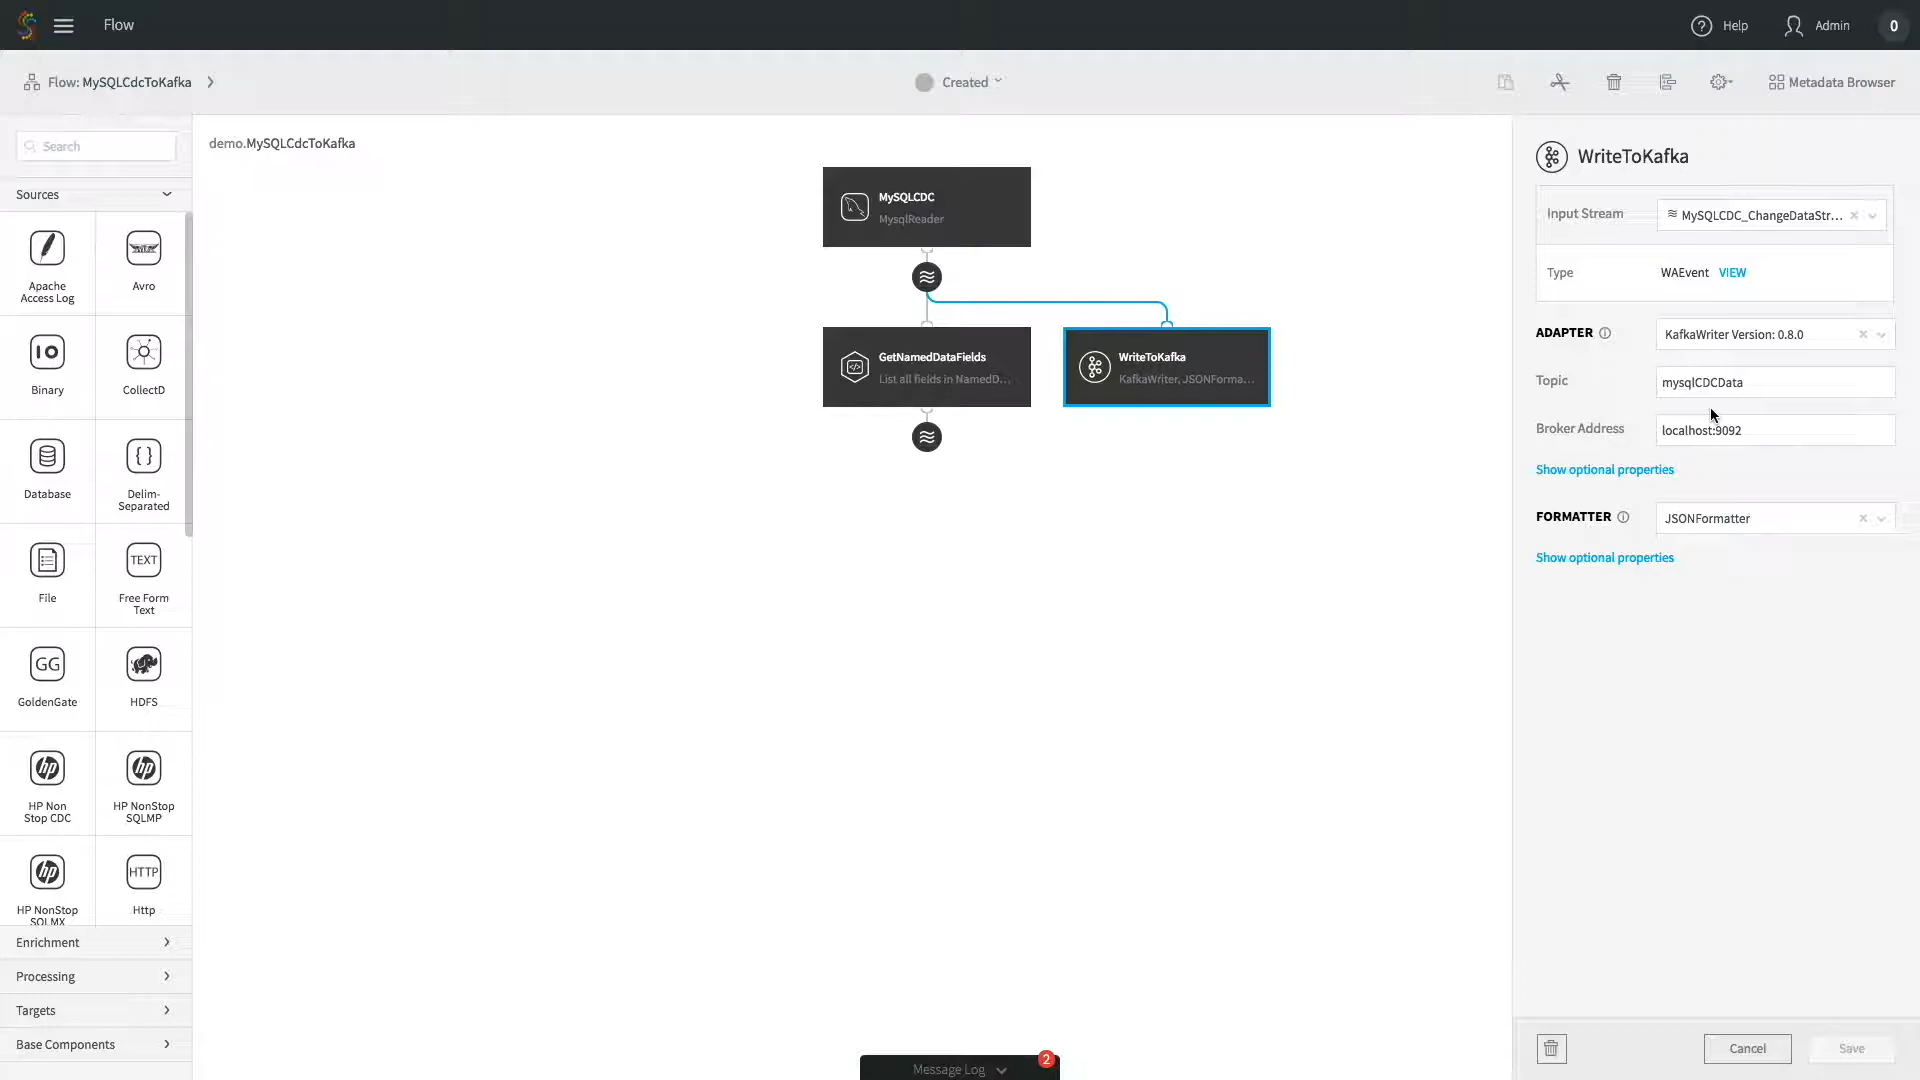 Flow
Help
Admin
0
Flow: MySQLCdcToKafka
Created
Metadata Browser
Search
Sources
Apache
Access Log
Avro
IO
Binary
CollectD
Database
{ }
Delim-
Separated
File
TEXT
Free Form
Text
GG
GoldenGate
HDFS
hp
HP Non
Stop CDC
hp
HP NonStop
SQLMP
hp
HP NonStop
SQLMX
HTTP
Http
Enrichment
Processing
Targets
Base Components
demo.MySQLCdcToKafka
MySQLCDC
MysqlReader
GetNamedDataFields
List all fields in NamedD...
WriteToKafka
KafkaWriter, JSONForma...
Message Log
2
WriteToKafka
Input Stream
MySQLCDC_ChangeDataStr...
Type
WAEvent VIEW
ADAPTER
KafkaWriter Version: 0.8.0
Topic
mysqlCDCData
Broker Address
localhost:9092
Show optional properties
FORMATTER
JSONFormatter
Show optional properties
Cancel
Save